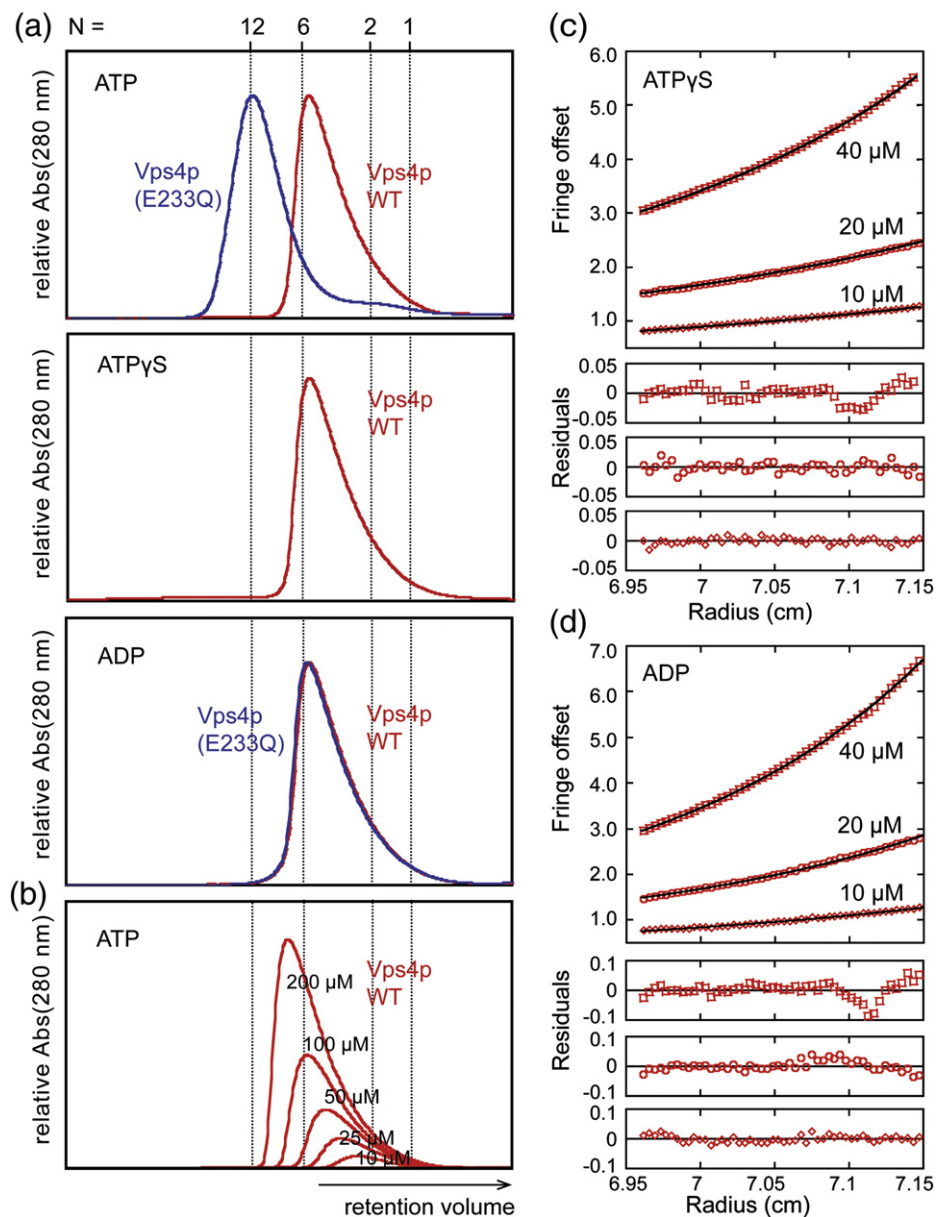 (a)
N =
12
6
2
1
ATP
Vps4p
(E233Q)
Vps4p
WT
relative Abs(280 nm)
ATPγS
Vps4p
WT
relative Abs(280 nm)
ADP
Vps4p
(E233Q)
Vps4p
WT
relative Abs(280 nm)
(b)
ATP
Vps4p
WT
200 μM
100 μM
50 μM
25 μM
10 μM
relative Abs(280 nm)
retention volume
(c)
6.0
ATPγS
5.0
4.0
3.0
2.0
1.0
Fringe offset
40 μM
20 μM
10 μM
0.05
-0.05
0.05
-0.05
0.05
-0.05
Residuals
6.95
7
7.05
7.1
7.15
Radius (cm)
(d)
7.0
ADP
6.0
5.0
4.0
3.0
2.0
1.0
Fringe offset
40 μM
20 μM
10 μM
0.1
-0.1
0.1
-0.1
0.1
-0.1
Residuals
6.95
7
7.05
7.1
7.15
Radius (cm)